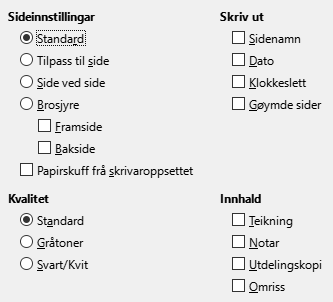 Sideinnstillingar
Standard
Tilpass til side
Side ved side
Brosjyre
Framside
Bakside
Papirskuff frå skrivaroppsettet
Skriv ut
Sidenamn
Dato
Klokkeslett
Gøymde sider
Kvalitet
Standard
Gråtoner
Svart/Kvit
Innhald
Teikning
Notar
Utdelingskopi
Omriss